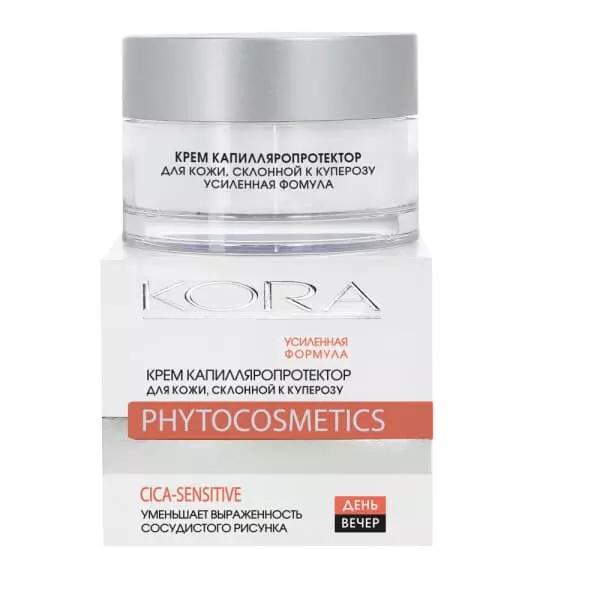 КРЕМ КАПИЛЛЯРОПРОТЕКТОР
ДЛЯ КОЖИ, СКЛОННОЙ К КУПЕРОЗУ
УСИЛЕННАЯ ФОМУЛА
KORA
УСИЛЕННАЯ
ФОРМУЛА
КРЕМ КАПИЛЛЯРОПРОТЕКТОР
ДЛЯ КОЖИ, СКЛОННОЙ К КУПЕРОЗУ
PHYTOCOSMETICS
CICA-SENSITIVE
УМЕНЬШАЕТ ВЫРАЖЕННОСТЬ
СОСУДИСТОГО РИСУНКА
ДЕНЬ
ВЕЧЕР